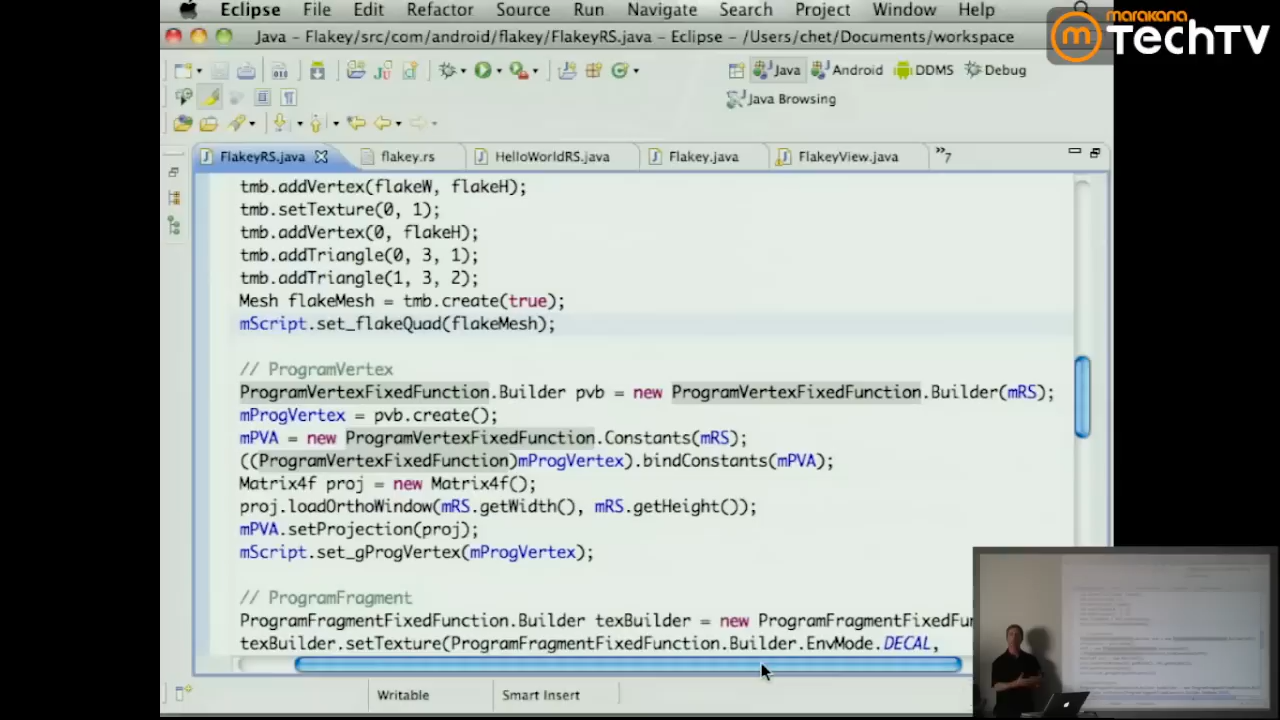 Eclipse File Edit Refactor Source Run Navigate Search Project Window Help
marakana
TechTV
Java - Flakey/src/com/android/flakey/FlakeyRS.java - Eclipse - /Users/chet/Documents/workspace
Java Android DDMS Debug
Java Browsing
FlakeyRS.java flakey.rs HelloWorldRS.java Flakey.java FlakeyView.java »7
tmb.addVertex(flakeW, flakeH);
tmb.setTexture(0, 1);
tmb.addVertex(0, flakeH);
tmb.addTriangle(0, 3, 1);
tmb.addTriangle(1, 3, 2);
Mesh flakeMesh = tmb.create(true);
mScript.set_flakeQuad(flakeMesh);
// ProgramVertex
ProgramVertexFixedFunction.Builder pvb = new ProgramVertexFixedFunction.Builder(mRS);
mProgVertex = pvb.create();
mPVA = new ProgramVertexFixedFunction.Constants(mRS);
((ProgramVertexFixedFunction)mProgVertex).bindConstants(mPVA);
Matrix4f proj = new Matrix4f();
proj.loadOrthoWindow(mRS.getWidth(), mRS.getHeight());
mPVA.setProjection(proj);
mScript.set_gProgVertex(mProgVertex);
// ProgramFragment
ProgramFragmentFixedFunction.Builder texBuilder = new ProgramFragmentFixedFu
texBuilder.setTexture(ProgramFragmentFixedFunction.Builder.EnvMode.DECAL,
Writable Smart Insert